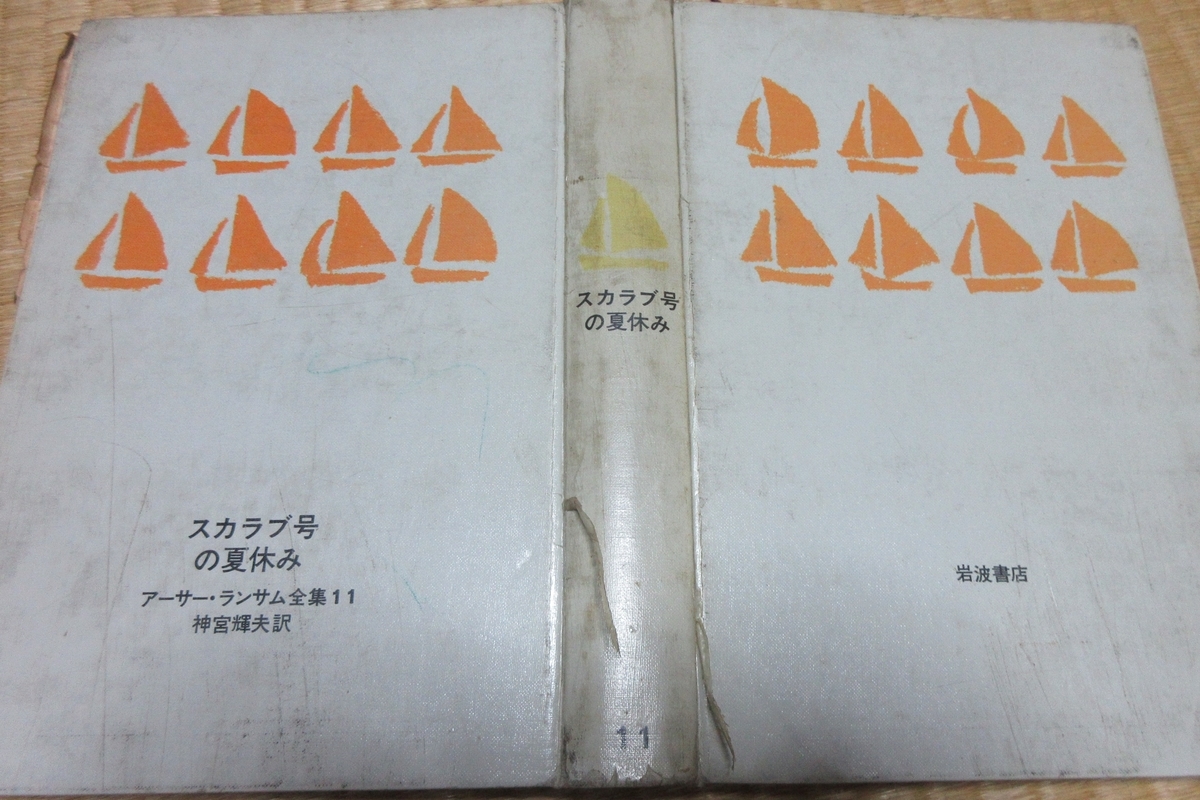 スカラブ号
の夏休み
アーサー・ランサム全集11
神宮輝夫訳
スカラブ号
の夏休み
11
岩波書店